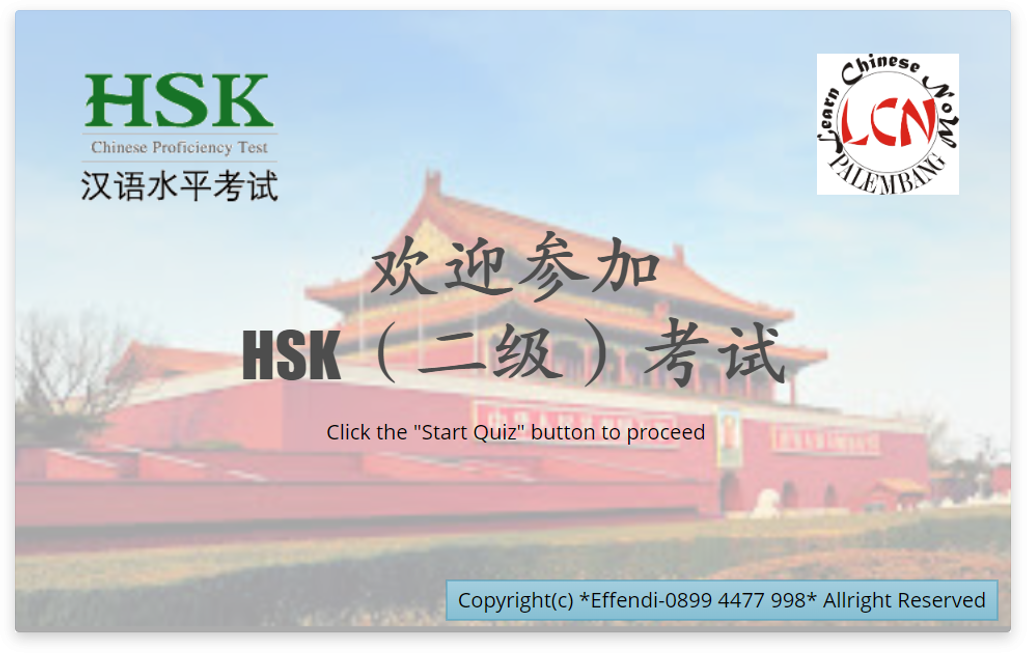 HSK
Chinese Proficiency Test
汉语水平考试
Learn Chinese Now
LCN
PALEMBANG
欢迎参加
HSK（二级）考试
Click the "Start Quiz" button to proceed
Copyright(c) *Effendi-0899 4477 998* Allright Reserved